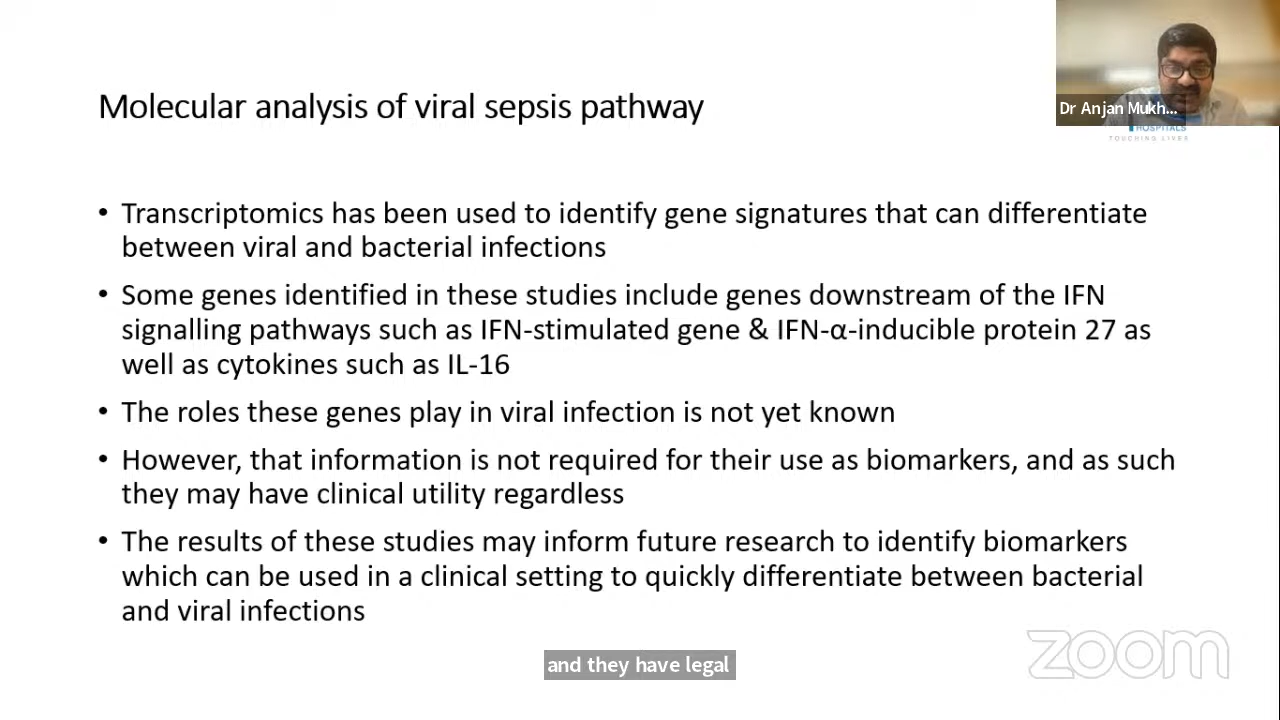 Dr Anjan Mukh...
HOSPITALS
TOUCHING LIVES
Molecular analysis of viral sepsis pathway
• Transcriptomics has been used to identify gene signatures that can differentiate
between viral and bacterial infections
• Some genes identified in these studies include genes downstream of the IFN
signalling pathways such as IFN-stimulated gene & IFN-α-inducible protein 27 as
well as cytokines such as IL-16
• The roles these genes play in viral infection is not yet known
• However, that information is not required for their use as biomarkers, and as such
they may have clinical utility regardless
• The results of these studies may inform future research to identify biomarkers
which can be used in a clinical setting to quickly differentiate between bacterial
and viral infections
and they have legal
zoom